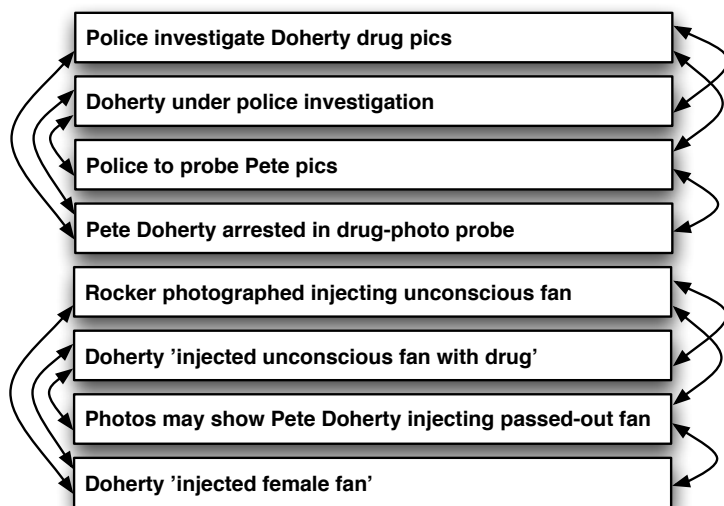 Police investigate Doherty drug pics
Doherty under police investigation
Police to probe Pete pics
Pete Doherty arrested in drug-photo probe
Rocker photographed injecting unconscious fan
Doherty ’injected unconscious fan with drug’
Photos may show Pete Doherty injecting passed-out fan
Doherty ’injected female fan’